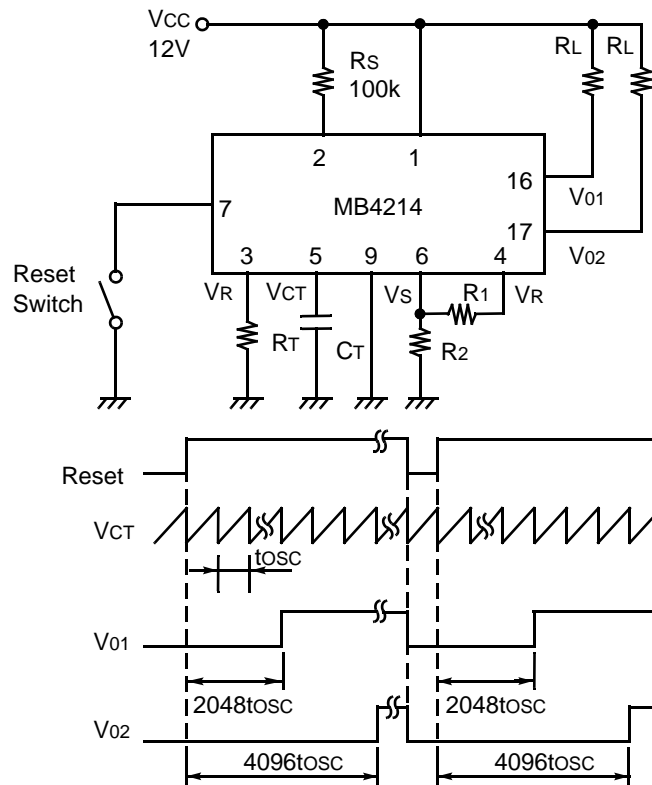 VCC
12V
RS
100k
RL
RL
2
1
16
V01
MB4214
7
17
V02
3
5
9
6
4
Reset
Switch
VR
VCT
VS
R1
VR
RT
CT
R2
Reset
VCT
tOSC
V01
2048tOSC
2048tOSC
V02
4096tOSC
4096tOSC